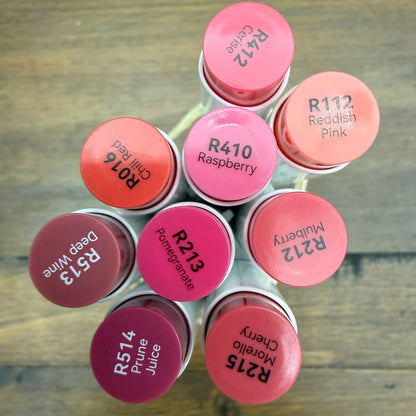 R412
Cerise
R112
Reddish
Pink
R410
Raspberry
R016
Chili Red
R212
Mulberry
R213
Pomegranate
R513
Deep Wine
R514
Prune
Juice
R215
Morello
Cherry